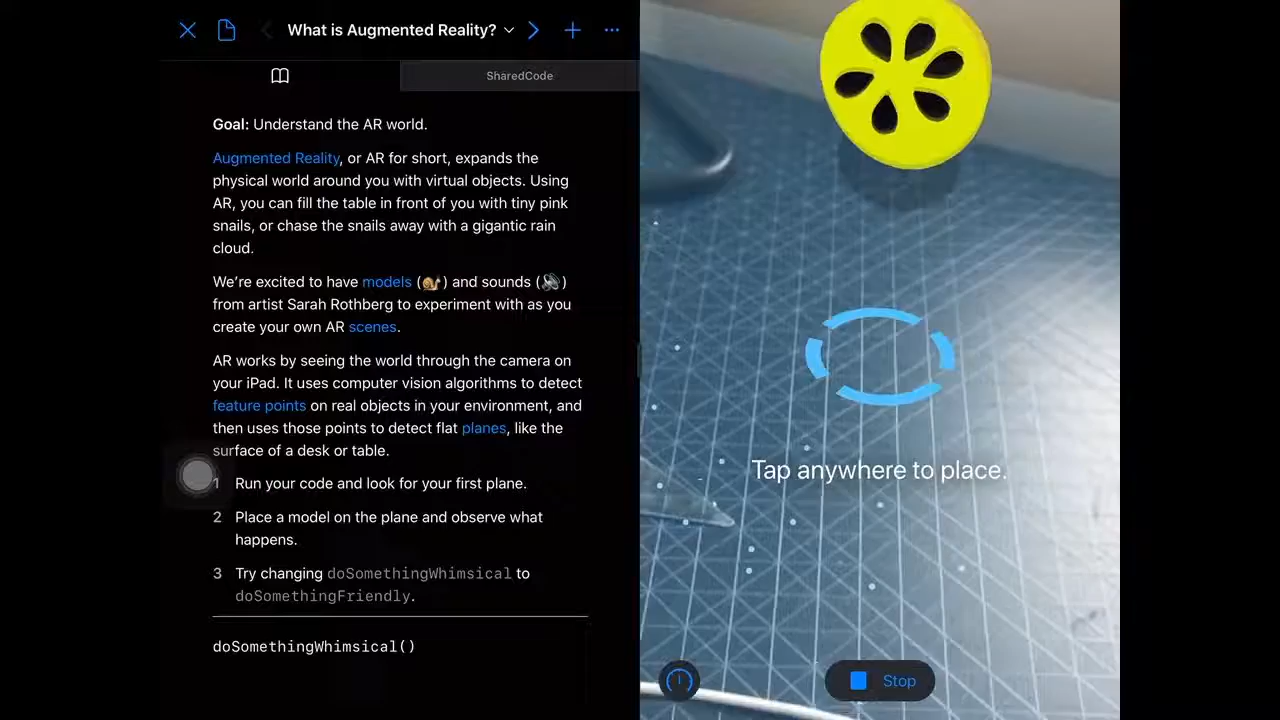 What is Augmented Reality?
SharedCode
Goal: Understand the AR world.
Augmented Reality, or AR for short, expands the
physical world around you with virtual objects. Using
AR, you can fill the table in front of you with tiny pink
snails, or chase the snails away with a gigantic rain
cloud.
We’re excited to have models (🐌) and sounds (🔊)
from artist Sarah Rothberg to experiment with as you
create your own AR scenes.
AR works by seeing the world through the camera on
your iPad. It uses computer vision algorithms to detect
feature points on real objects in your environment, and
then uses those points to detect flat planes, like the
surface of a desk or table.
1 Run your code and look for your first plane.
2 Place a model on the plane and observe what
happens.
3 Try changing doSomethingWhimsical to
doSomethingFriendly.
doSomethingWhimsical()
Tap anywhere to place.
Stop